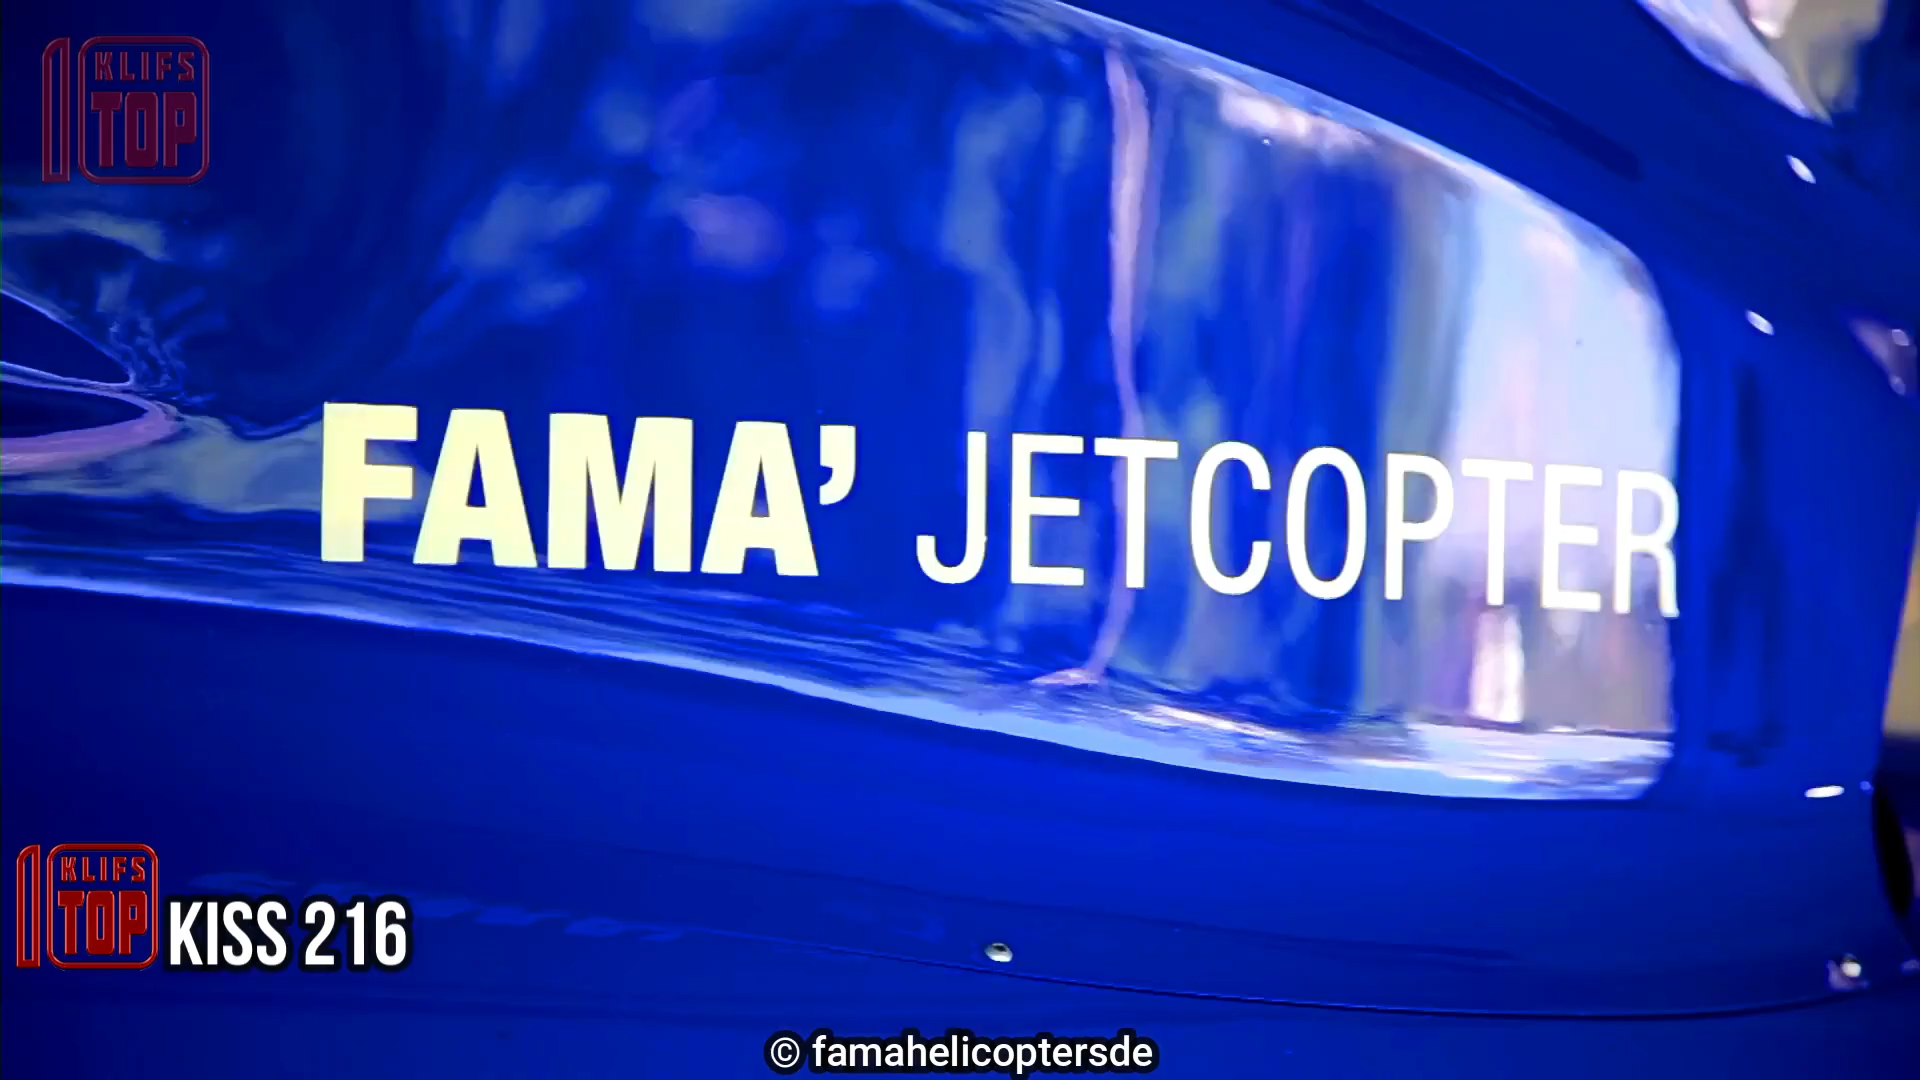 KLIFS
TOP
FAMA’ JETCOPTER
KLIFS
TOP
KISS 216
© famahelicoptersde